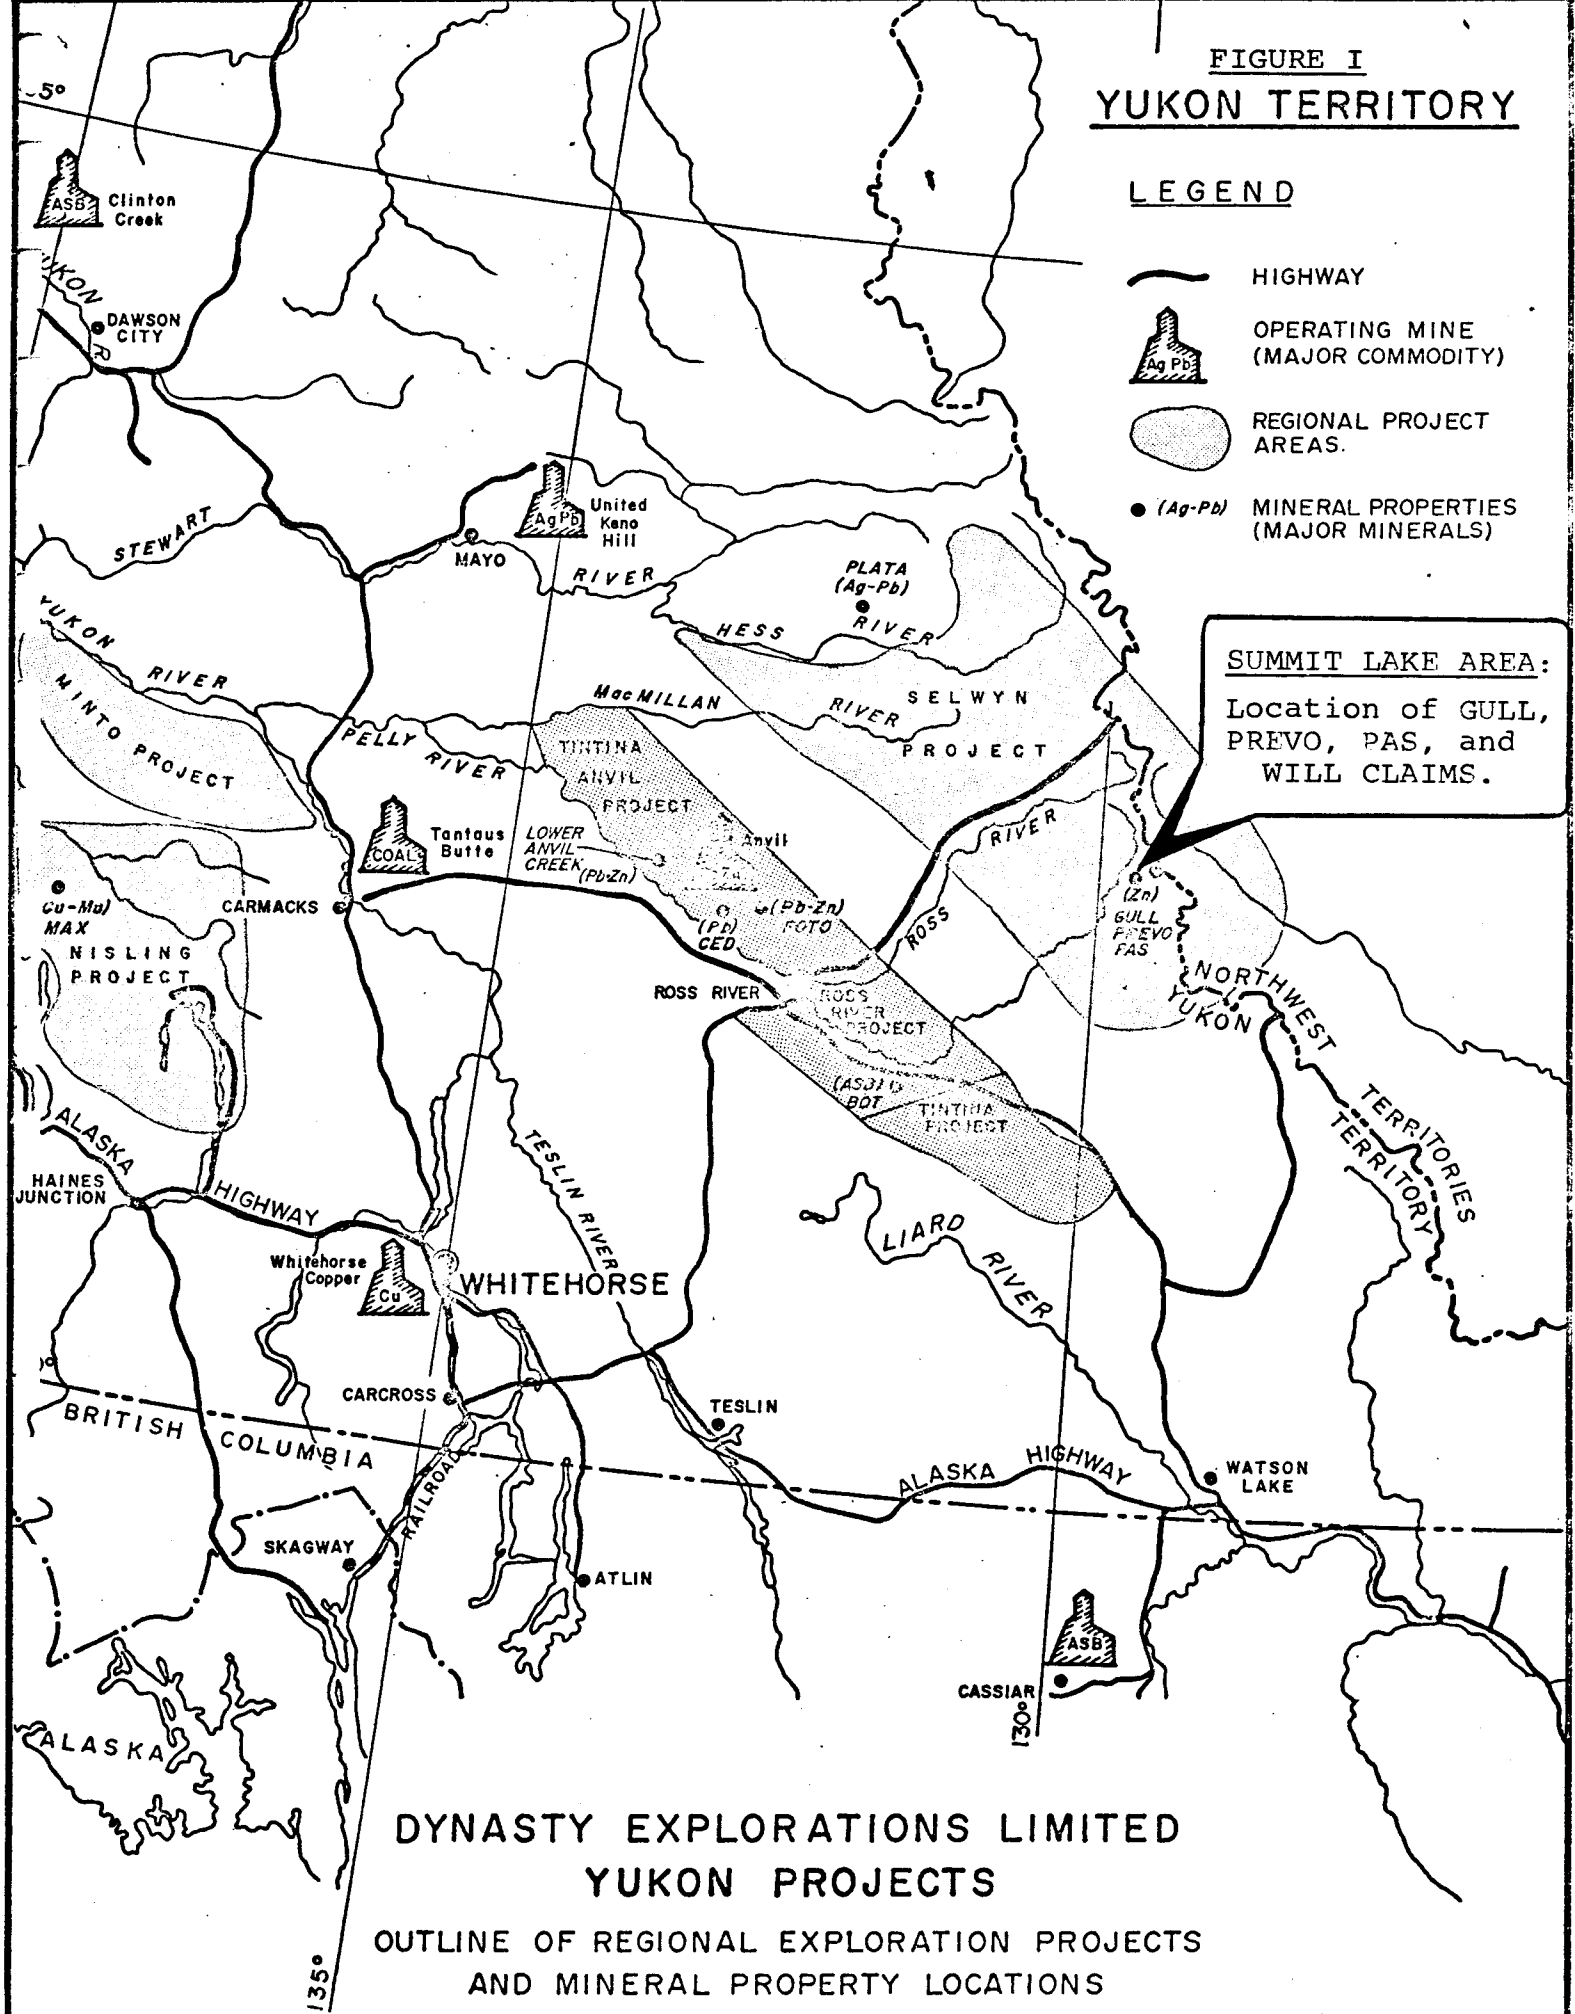 FIGURE I
YUKON TERRITORY
LEGEND
HIGHWAY
Ag Pb
OPERATING MINE
(MAJOR COMMODITY)
REGIONAL PROJECT
AREAS.
(Ag-Pb)
MINERAL PROPERTIES
(MAJOR MINERALS)
SUMMIT LAKE AREA:
Location of GULL,
PREVO, PAS, and
WILL CLAIMS.
ASB
Clinton
Creek
DAWSON
CITY
R
STEWART
MAYO
Ag Pb
United
Keno
Hill
RIVER
PLATA
(Ag-Pb)
HESS
RIVER
YUKON
RIVER
MINTO PROJECT
MacMILLAN
RIVER
SELWYN
PROJECT
PELLY
RIVER
TINTINA
ANVIL
PROJECT
COAL
Tantaus
Butte
LOWER
ANVIL
CREEK
(Pb-Zn)
Anvil
RIVER
ROSS
CARMACKS
MAX
NISLING
PROJECT
(Pb)
CED
(Pb-Zn)
FOTO
(Zn)
GULL
PREVO
PAS
ROSS RIVER
ROSS
RIVER
PROJECT
NORTHWEST
TERRITORIES
YUKON
TERRITORY
BOT
TINTINA
PROJECT
ALASKA
HIGHWAY
HAINES
JUNCTION
TESLIN RIVER
LIARD
RIVER
Whitehorse
Copper
Cu
WHITEHORSE
CARCROSS
TESLIN
BRITISH
COLUMBIA
RAILROAD
ALASKA
HIGHWAY
WATSON
LAKE
SKAGWAY
ATLIN
ASB
CASSIAR
130°
ALASKA
135°
DYNASTY EXPLORATIONS LIMITED
YUKON PROJECTS
OUTLINE OF REGIONAL EXPLORATION PROJECTS
AND MINERAL PROPERTY LOCATIONS